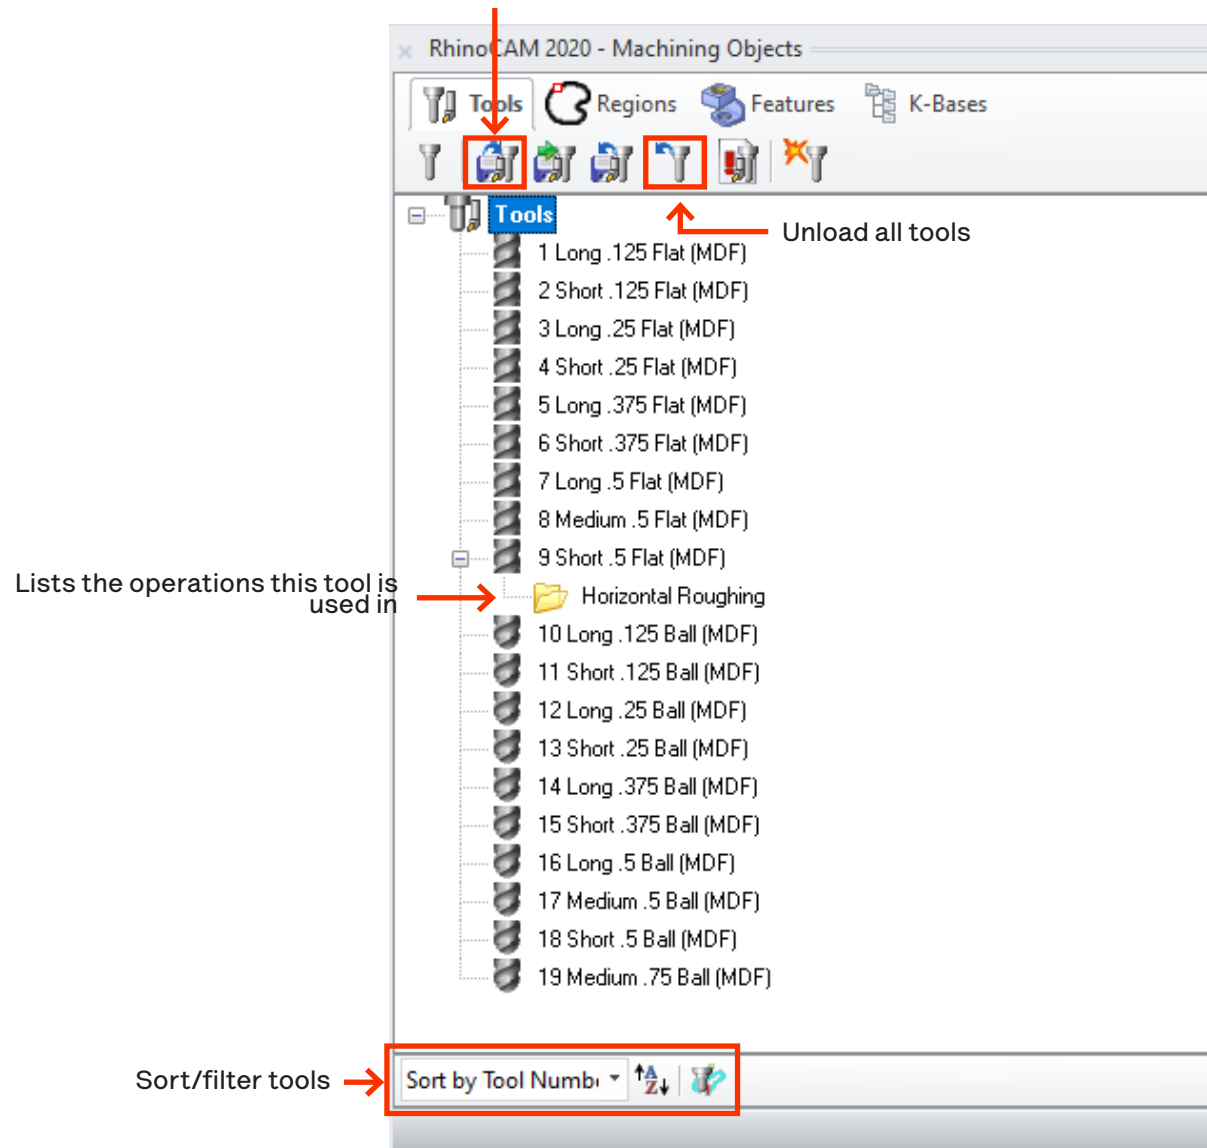 RhinoCAM 2020 - Machining Objects
Tools Regions Features K-Bases
Tools
Unload all tools
1 Long .125 Flat (MDF)
2 Short .125 Flat (MDF)
3 Long .25 Flat (MDF)
4 Short .25 Flat (MDF)
5 Long .375 Flat (MDF)
6 Short .375 Flat (MDF)
7 Long .5 Flat (MDF)
8 Medium .5 Flat (MDF)
9 Short .5 Flat (MDF)
Lists the operations this tool is
used in
Horizontal Roughing
10 Long .125 Ball (MDF)
11 Short .125 Ball (MDF)
12 Long .25 Ball (MDF)
13 Short .25 Ball (MDF)
14 Long .375 Ball (MDF)
15 Short .375 Ball (MDF)
16 Long .5 Ball (MDF)
17 Medium .5 Ball (MDF)
18 Short .5 Ball (MDF)
19 Medium .75 Ball (MDF)
Sort/filter tools
Sort by Tool Numb